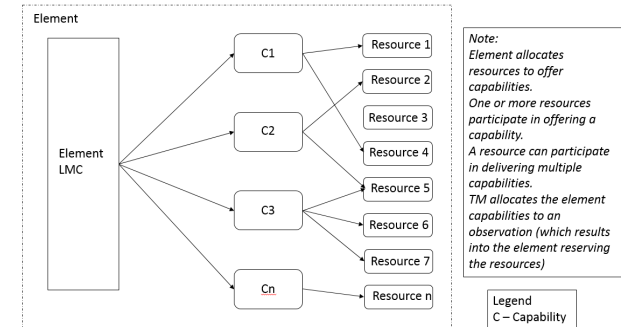 Element
Element
LMC
C1
C2
C3
Cn
Resource 1
Resource 2
Resource 3
Resource 4
Resource 5
Resource 6
Resource 7
Resource n
Note:
Element allocates
resources to offer
capabilities.
One or more resources
participate in offering a
capability.
A resource can participate
in delivering multiple
capabilities.
TM allocates the element
capabilities to an
observation (which results
into the element reserving
the resources)
Legend
C – Capability